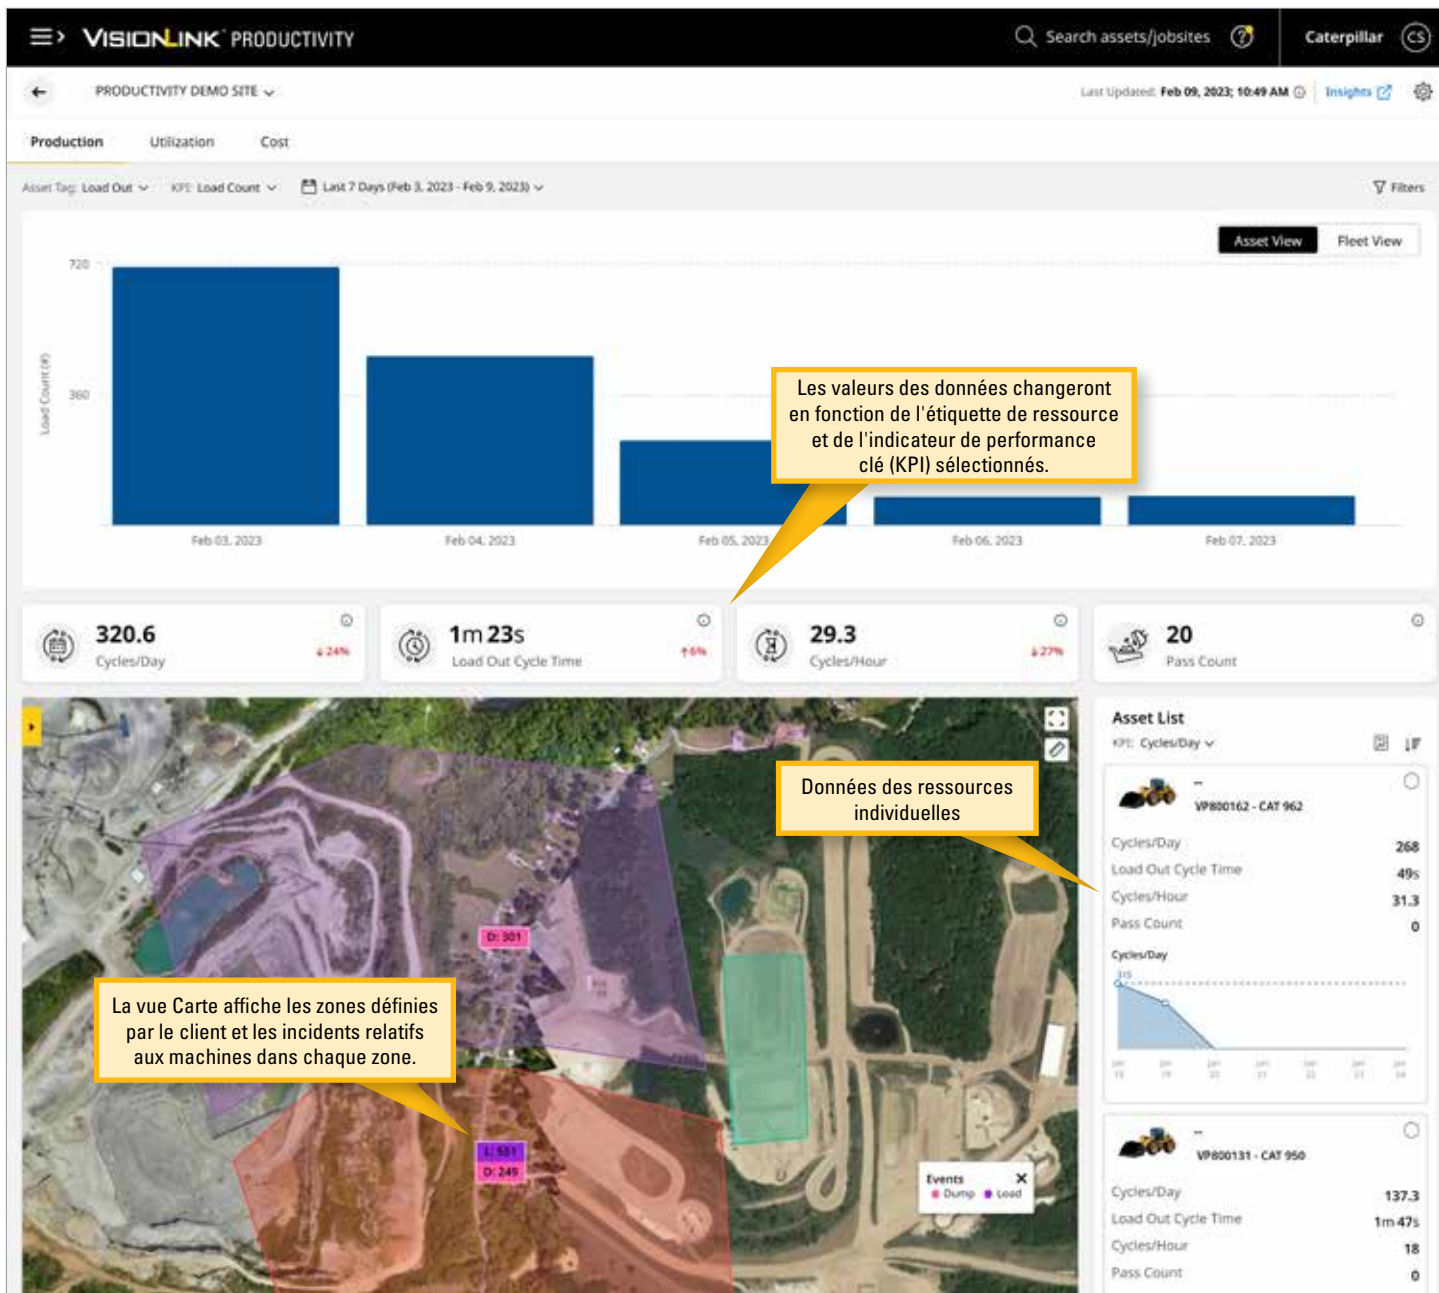 VISIONLINK PRODUCTIVITY
Search assets/jobsites
Caterpillar
CS
PRODUCTIVITY DEMO SITE
Last Updated: Feb 09, 2023; 10:49 AM
Insights
Production
Utilization
Cost
Asset Tag: Load Out
KPI: Load Count
Last 7 Days (Feb 3, 2023 - Feb 9, 2023)
Filters
Asset View
Fleet View
720
360
Load Count (#)
Les valeurs des données changeront
en fonction de l'étiquette de ressource
et de l'indicateur de performance
clé (KPI) sélectionnés.
Feb 03, 2023
Feb 04, 2023
Feb 05, 2023
Feb 06, 2023
Feb 07, 2023
320.6
Cycles/Day
↓24%
1m 23s
Load Out Cycle Time
↑6%
29.3
Cycles/Hour
↓27%
20
Pass Count
Données des ressources
individuelles
D: 301
La vue Carte affiche les zones définies
par le client et les incidents relatifs
aux machines dans chaque zone.
L: 551
D: 249
Events X
Dump Load
Asset List
KPI: Cycles/Day
--
VP800162 - CAT 962
Cycles/Day 268
Load Out Cycle Time 49s
Cycles/Hour 31.3
Pass Count 0
Cycles/Day
315
--
VP800131 - CAT 950
Cycles/Day 137.3
Load Out Cycle Time 1m 47s
Cycles/Hour 18
Pass Count 0